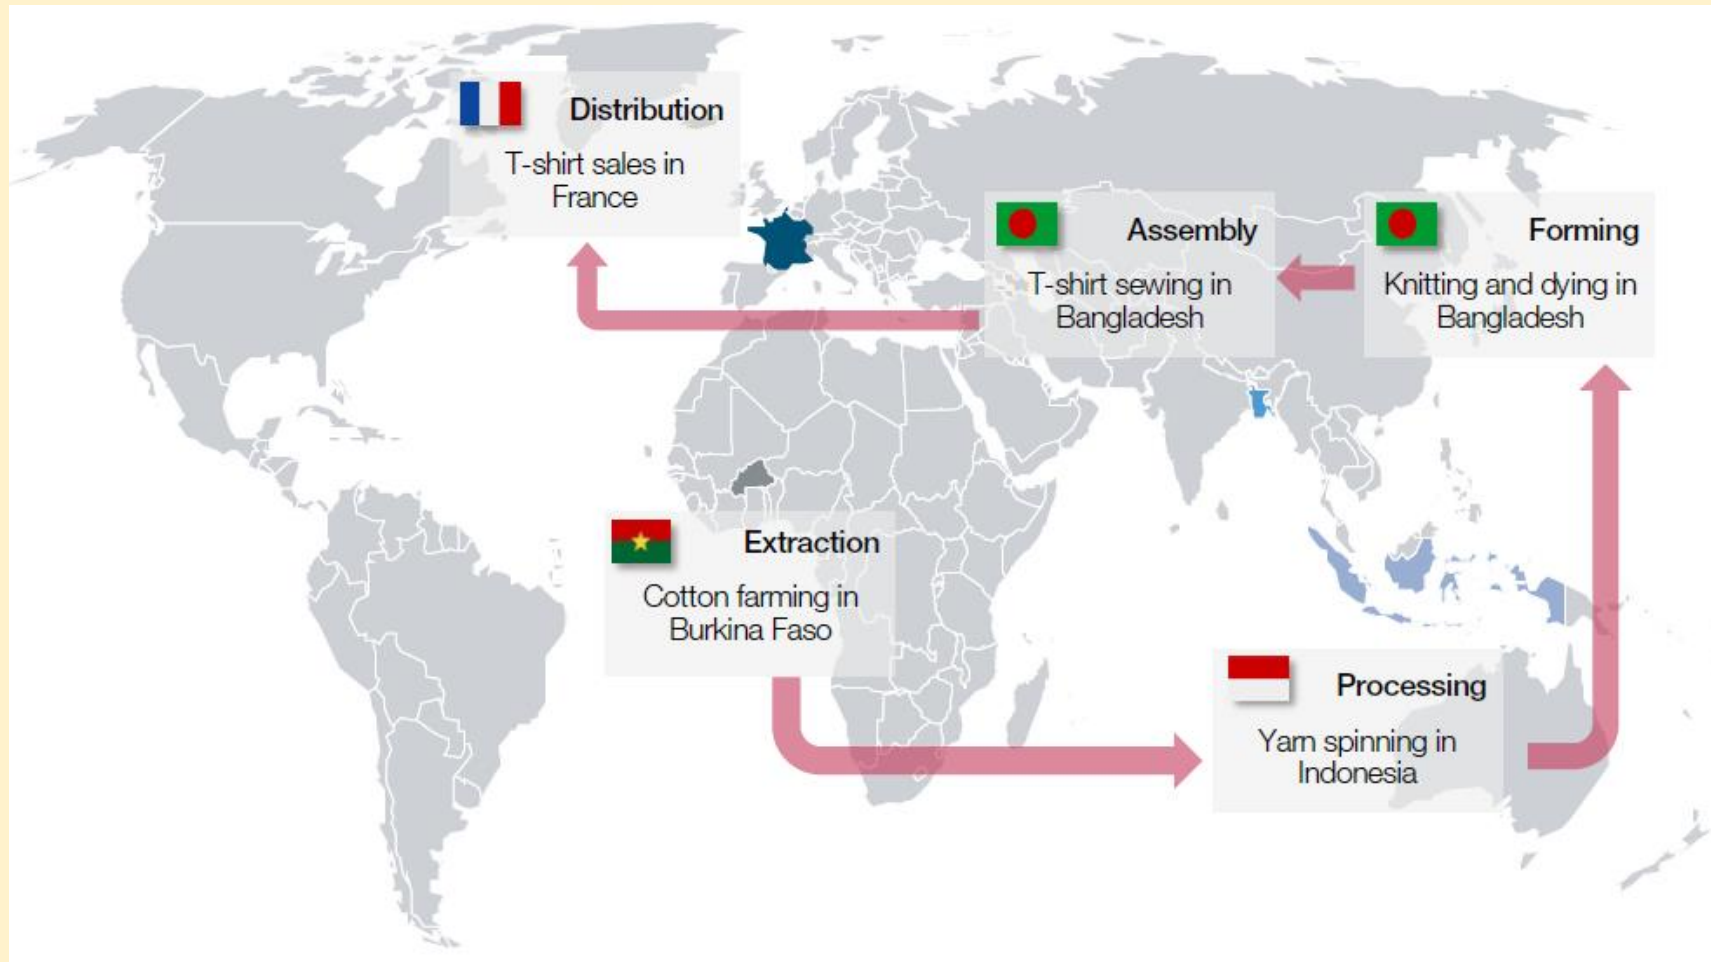 Distribution
T-shirt sales in
France
Assembly
T-shirt sewing in
Bangladesh
Forming
Knitting and dying in
Bangladesh
Extraction
Cotton farming in
Burkina Faso
Processing
Yarn spinning in
Indonesia